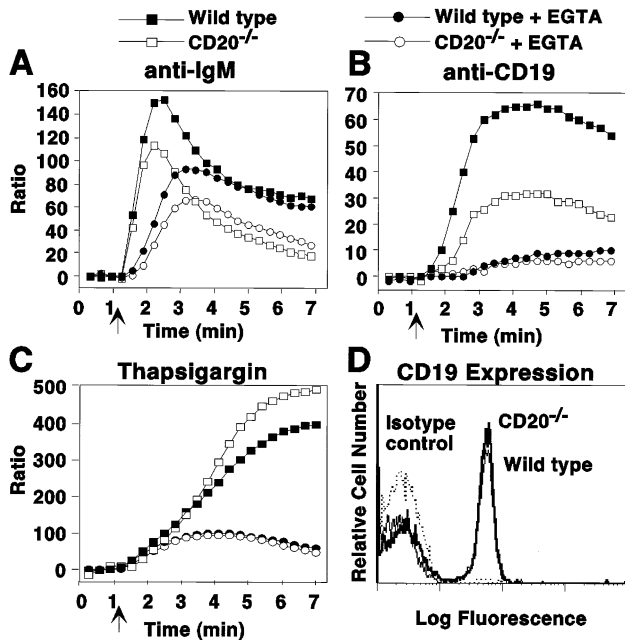 Wild type
CD20-/-
Wild type + EGTA
CD20-/- + EGTA
A
anti-IgM
B
anti-CD19
Ratio
160
140
120
100
80
60
40
20
0
0 1 2 3 4 5 6 7
Time (min)
70
60
50
40
30
20
10
0
0 1 2 3 4 5 6 7
Time (min)
C
Thapsigargin
D
CD19 Expression
Ratio
500
400
300
200
100
0
0 1 2 3 4 5 6 7
Time (min)
Relative Cell Number
Isotype
control
CD20-/-
Wild type
Log Fluorescence